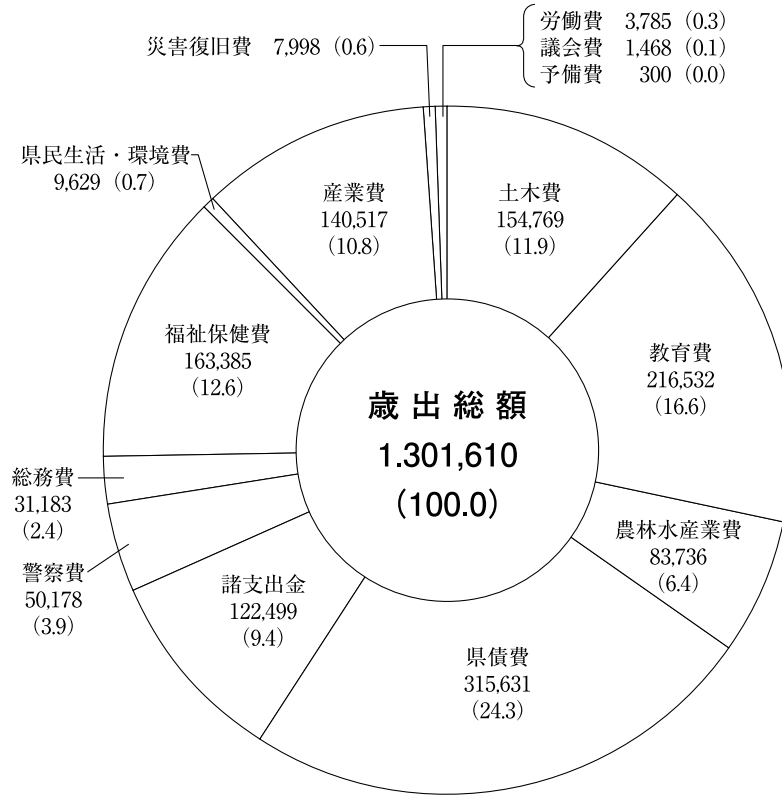 労働費 3,785（0.3）
災害復旧費 7,998（0.6）
議会費 1,468（0.1）
予備費 300（0.0）
県民生活・環境費
9,629（0.7）
産業費
140,517
（10.8）
土木費
154,769
（11.9）
福祉保健費
163,385
（12.6）
教育費
216,532
（16.6）
歳出総額
1.301,610
（100.0）
総務費
31,183
（2.4）
農林水産業費
83,736
（6.4）
警察費
50,178
（3.9）
諸支出金
122,499
（9.4）
県債費
315,631
（24.3）